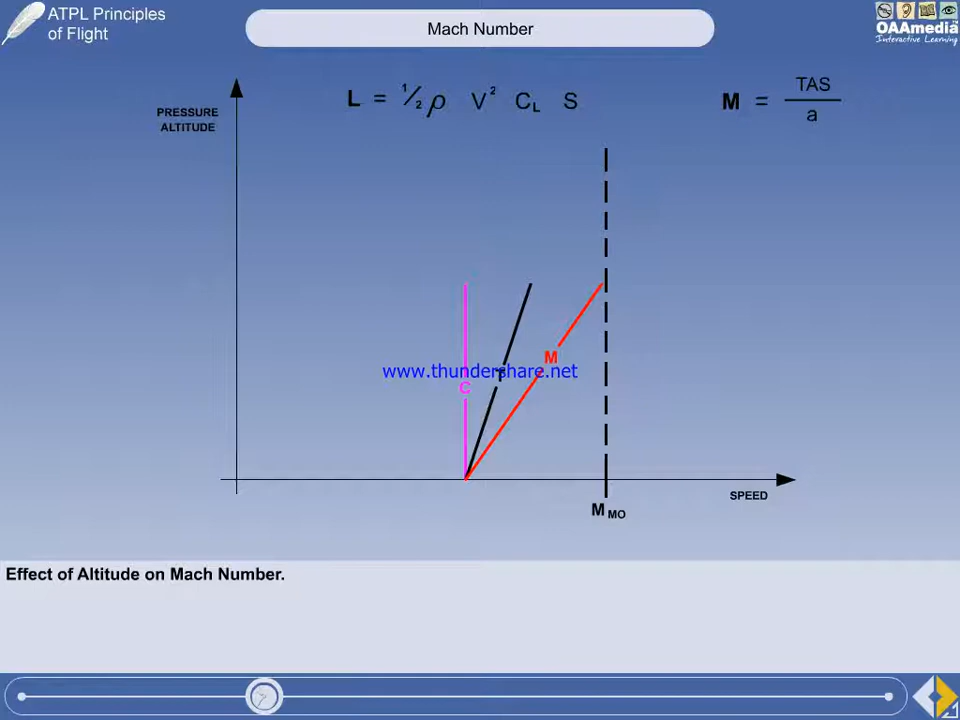 ATPL Principles
of Flight
Mach Number
OAAmedia
Interactive Learning
PRESSURE
ALTITUDE
L = 1/2 ρ V² CL S
M = TAS / a
M
www.thundershare.net
T
C
SPEED
MMO
Effect of Altitude on Mach Number.